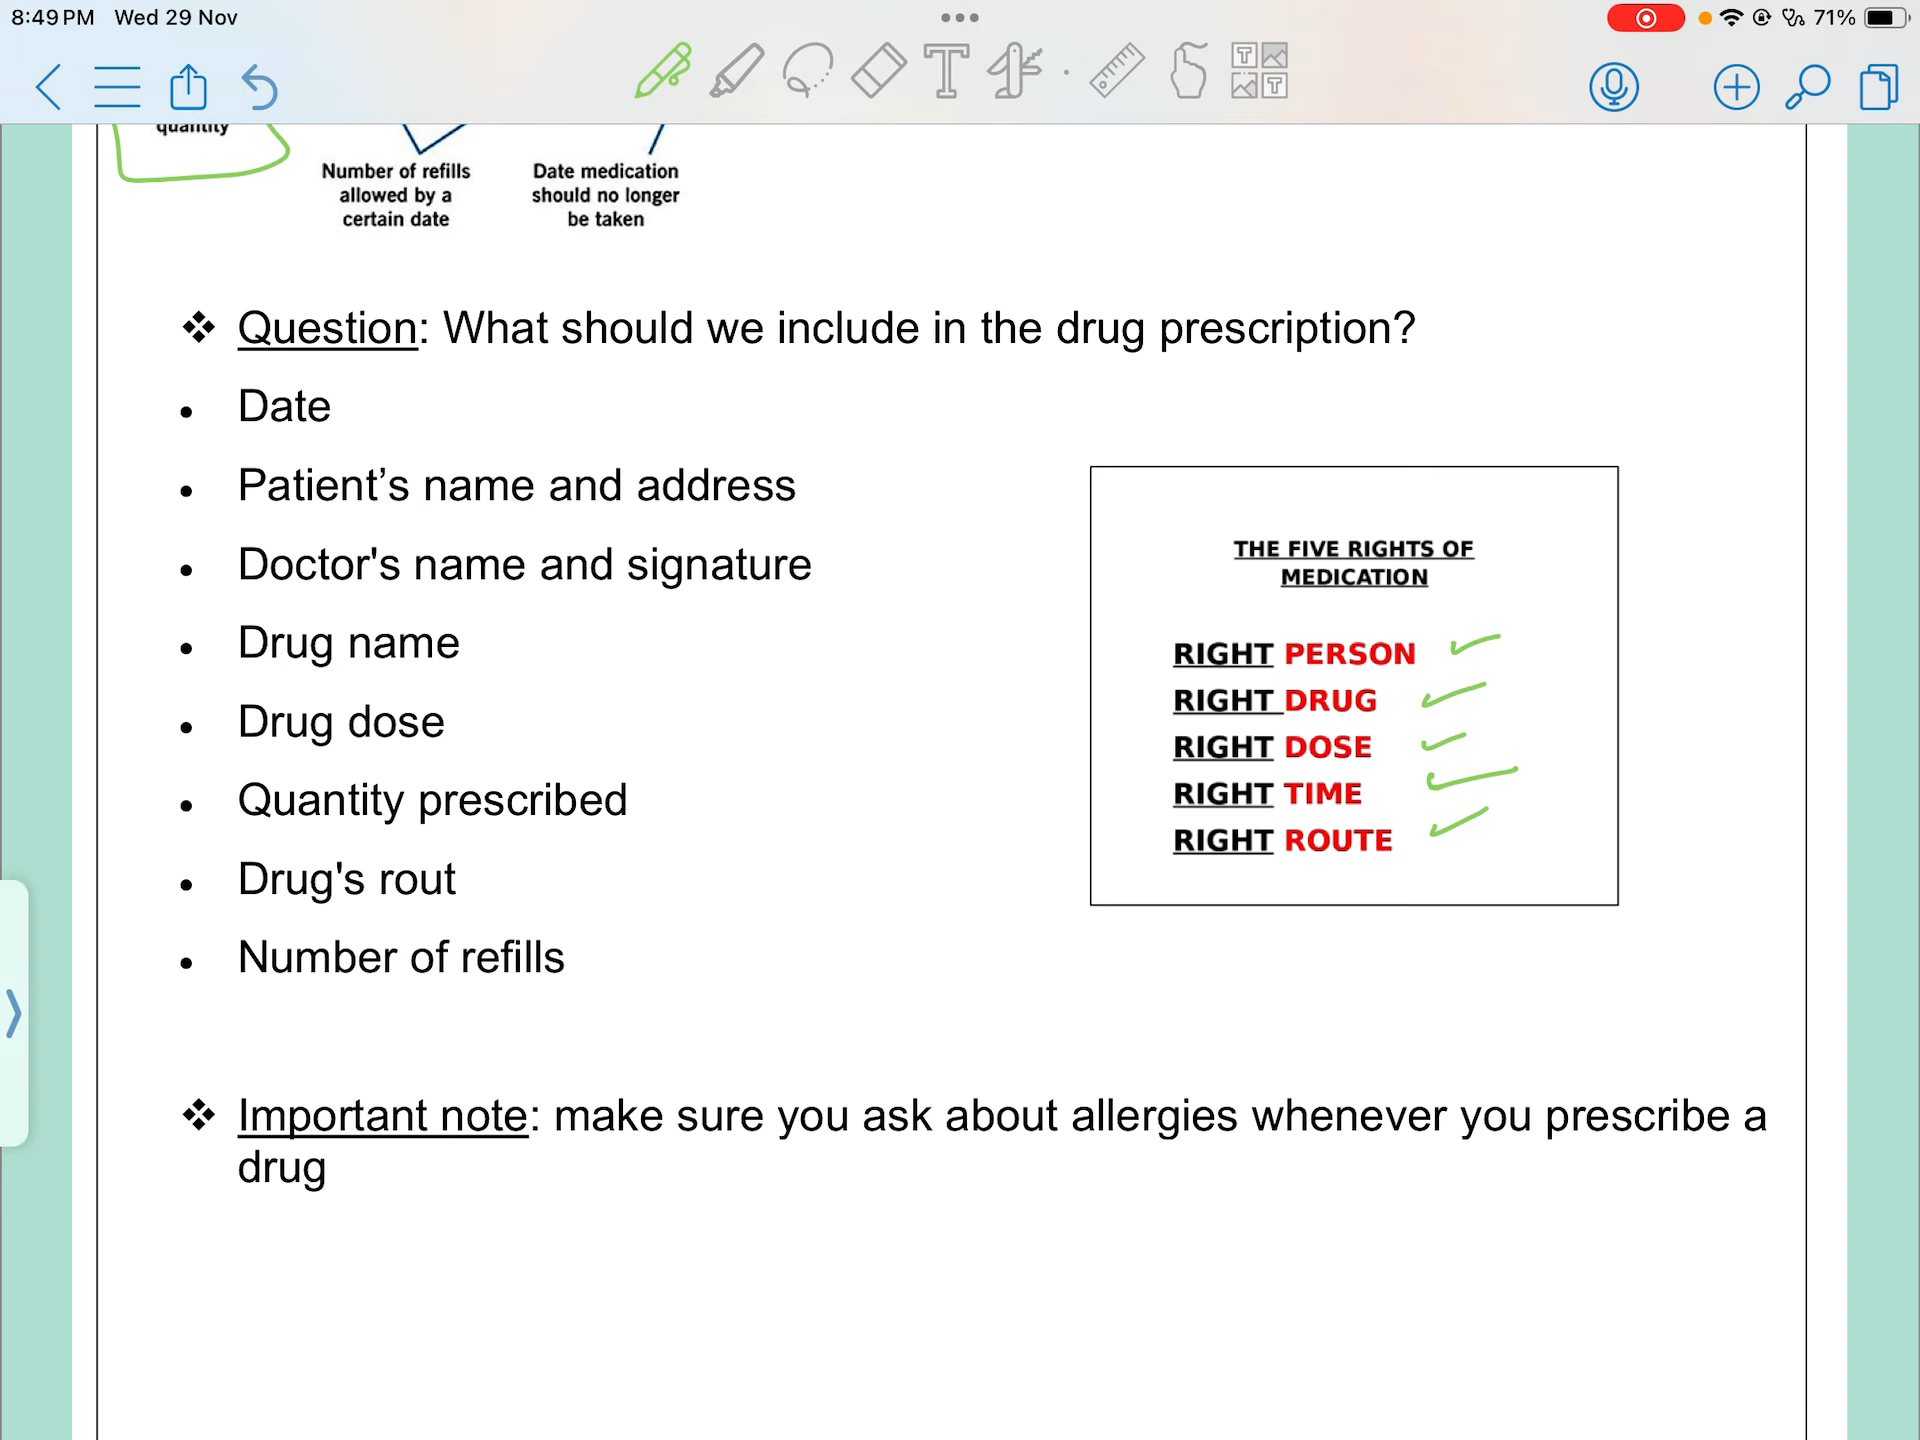 8:49 PM Wed 29 Nov
71%
quantity
Number of refills
allowed by a
certain date
Date medication
should no longer
be taken
❖ Question: What should we include in the drug prescription?
• Date
• Patient’s name and address
• Doctor's name and signature
• Drug name
• Drug dose
• Quantity prescribed
• Drug's rout
• Number of refills
THE FIVE RIGHTS OF
MEDICATION
RIGHT PERSON
RIGHT DRUG
RIGHT DOSE
RIGHT TIME
RIGHT ROUTE
❖ Important note: make sure you ask about allergies whenever you prescribe a
drug